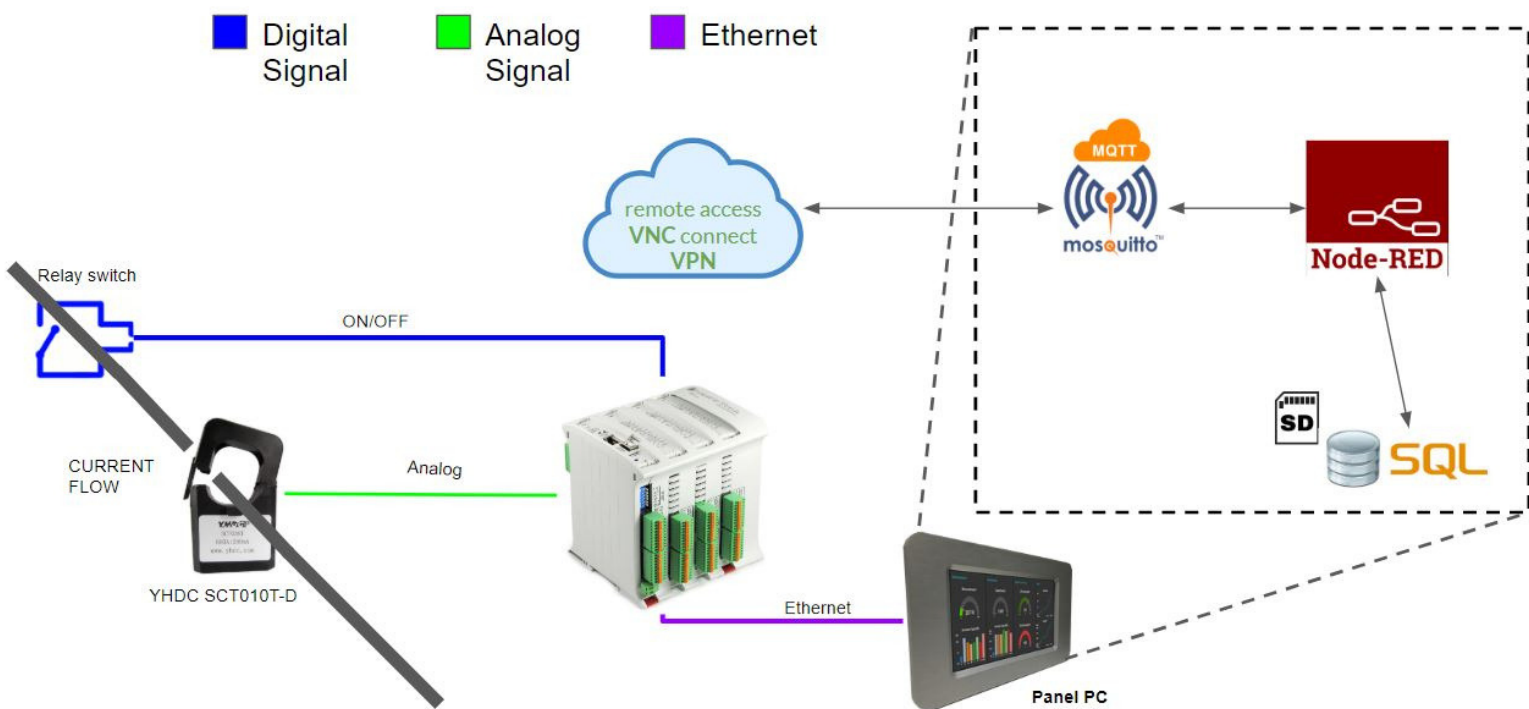 Digital
Signal
Analog
Signal
Ethernet
MQTT
mosquitto™
Node-RED
remote access
VNC connect
VPN
Relay switch
ON/OFF
SD
SQL
CURRENT
FLOW
Analog
YHDC SCT010T-D
Ethernet
Panel PC